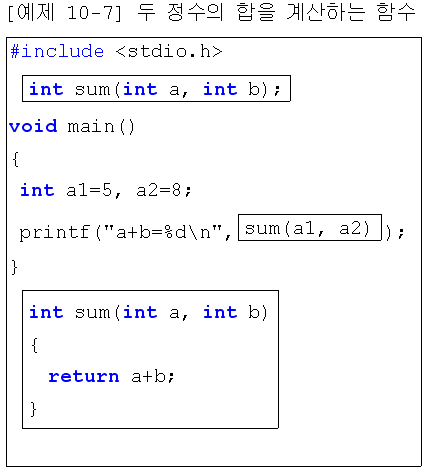 [예제 10-7] 두 정수의 합을 계산하는 함수
#include <stdio.h>
int sum(int a, int b);
void main()
{
int a1=5, a2=8;
printf("a+b=%d\n", sum(a1, a2) );
}
int sum(int a, int b)
{
return a+b;
}